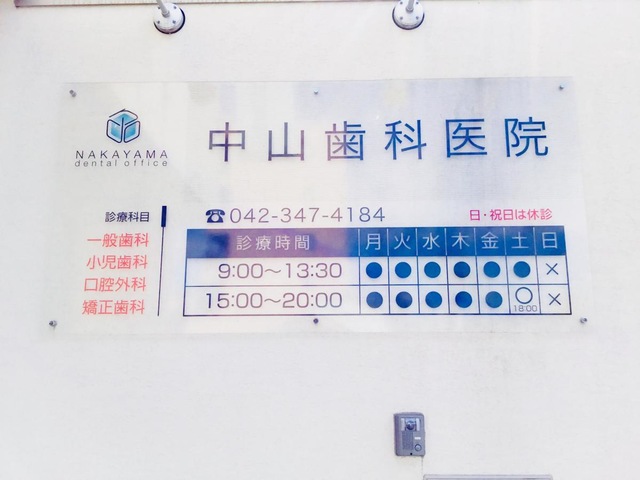 NAKAYAMA
dental office
中山歯科医院
診療科目
一般歯科
小児歯科
口腔外科
矯正歯科
☎042-347-4184 日・祝日は休診
診療時間 月 火 水 木 金 土 日
9:00～13:30 ● ● ● ● ● ● ×
15:00～20:00 ● ● ● ● ● ○ ×
18:00